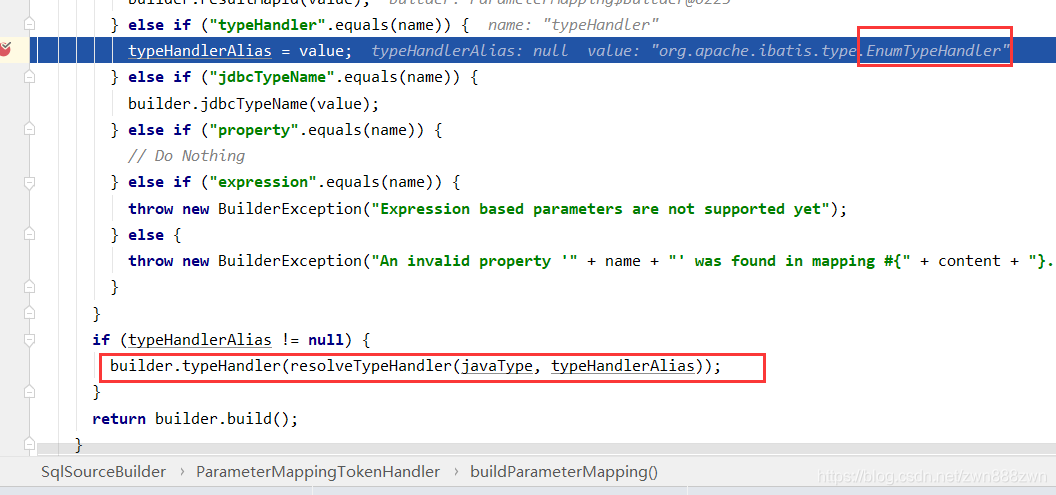 builder.resultMapId(value);  builder: ParameterMapping$Builder@6229
} else if ("typeHandler".equals(name)) {  name: "typeHandler"
typeHandlerAlias = value;  typeHandlerAlias: null  value: "org.apache.ibatis.type.EnumTypeHandler"
} else if ("jdbcTypeName".equals(name)) {
builder.jdbcTypeName(value);
} else if ("property".equals(name)) {
// Do Nothing
} else if ("expression".equals(name)) {
throw new BuilderException("Expression based parameters are not supported yet");
} else {
throw new BuilderException("An invalid property '" + name + "' was found in mapping #{" + content + "}.
}
}
if (typeHandlerAlias != null) {
builder.typeHandler(resolveTypeHandler(javaType, typeHandlerAlias));
}
return builder.build();
}
SqlSourceBuilder › ParameterMappingTokenHandler › buildParameterMapping()
https://blog.csdn.net/zwn888zwn